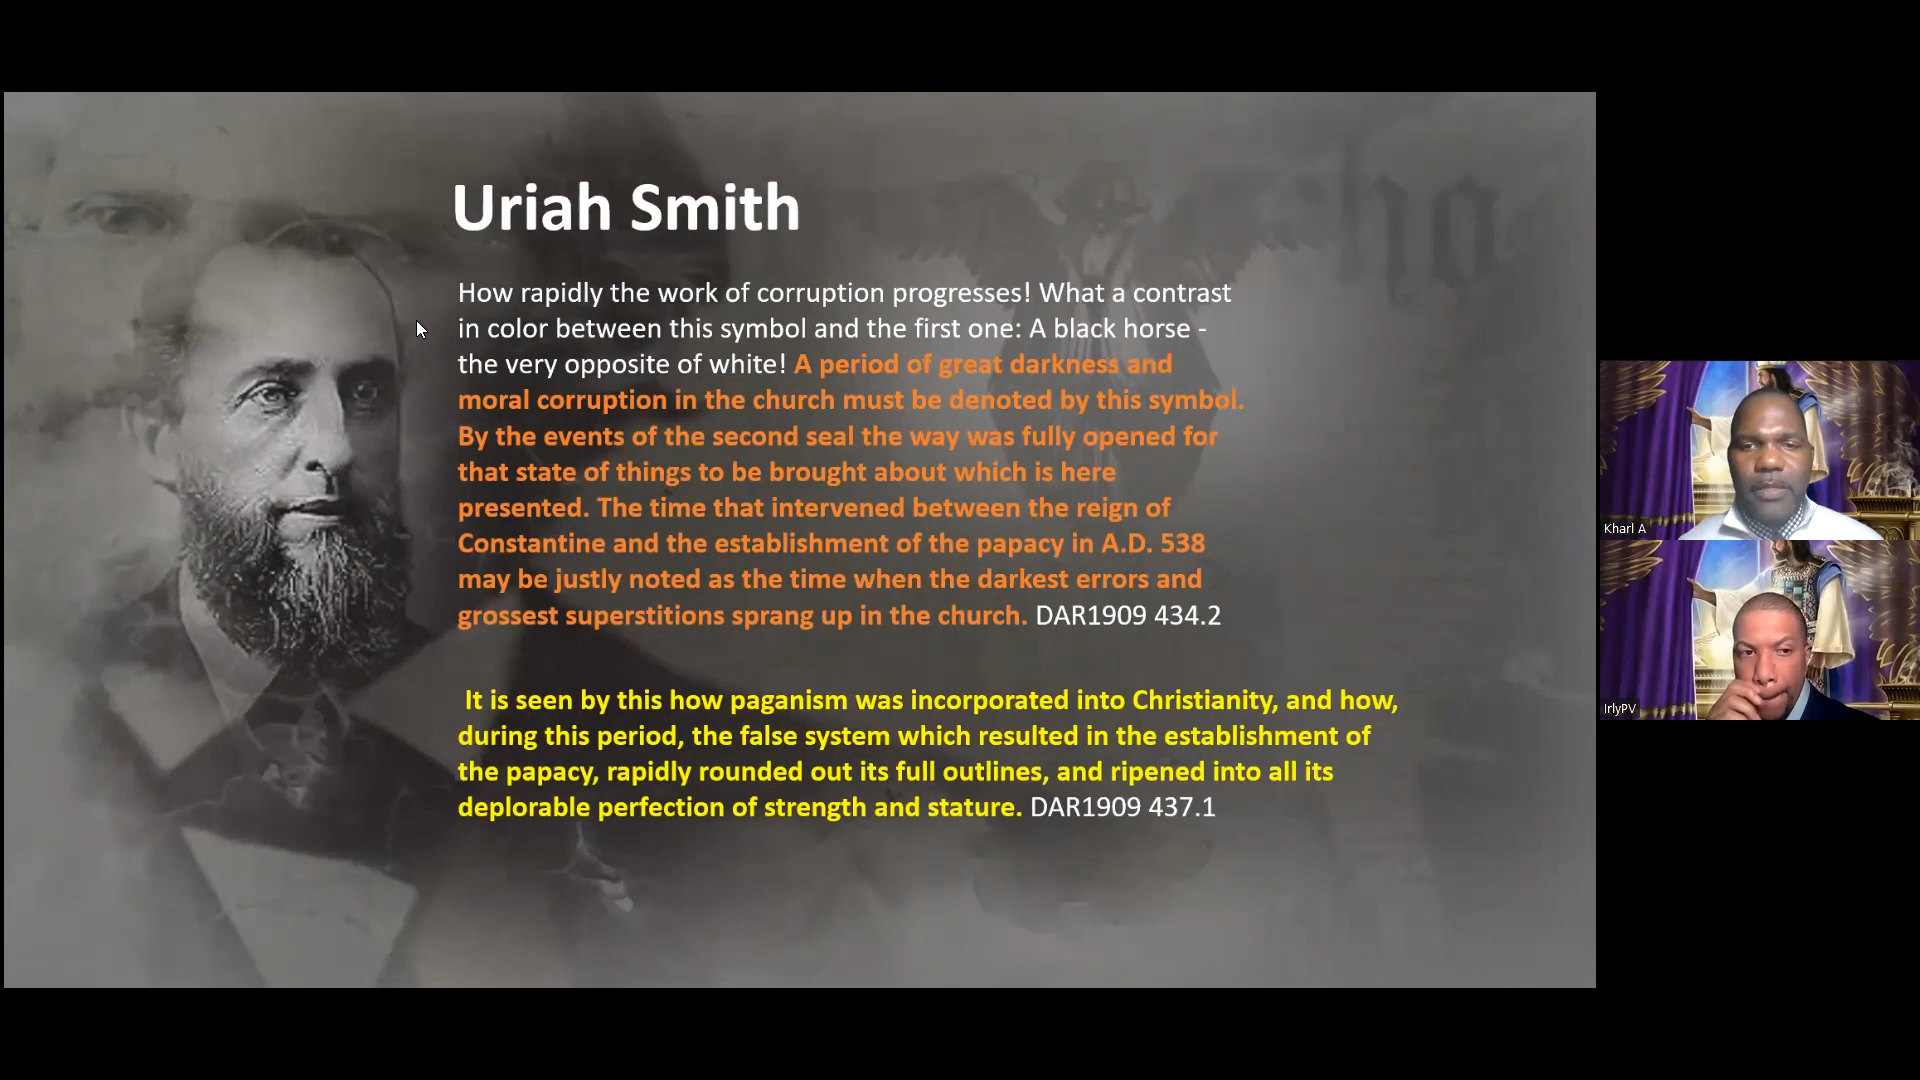 Uriah Smith
How rapidly the work of corruption progresses! What a contrast
in color between this symbol and the first one: A black horse -
the very opposite of white! A period of great darkness and
moral corruption in the church must be denoted by this symbol.
By the events of the second seal the way was fully opened for
that state of things to be brought about which is here
presented. The time that intervened between the reign of
Constantine and the establishment of the papacy in A.D. 538
may be justly noted as the time when the darkest errors and
grossest superstitions sprang up in the church. DAR1909 434.2
It is seen by this how paganism was incorporated into Christianity, and how,
during this period, the false system which resulted in the establishment of
the papacy, rapidly rounded out its full outlines, and ripened into all its
deplorable perfection of strength and stature. DAR1909 437.1
Kharl A
IrlyPV